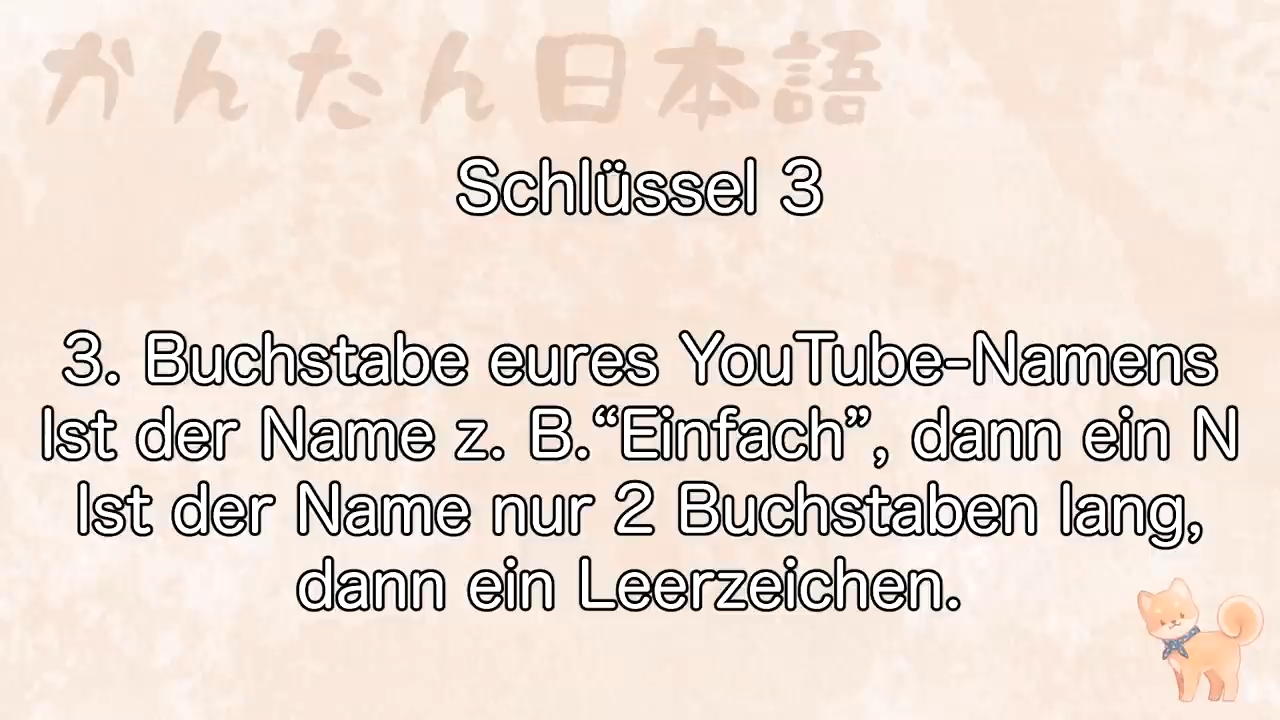 かんたん日本語
Schlüssel 3
3. Buchstabe eures YouTube-Namens
Ist der Name z. B.“Einfach”, dann ein N
Ist der Name nur 2 Buchstaben lang,
dann ein Leerzeichen.